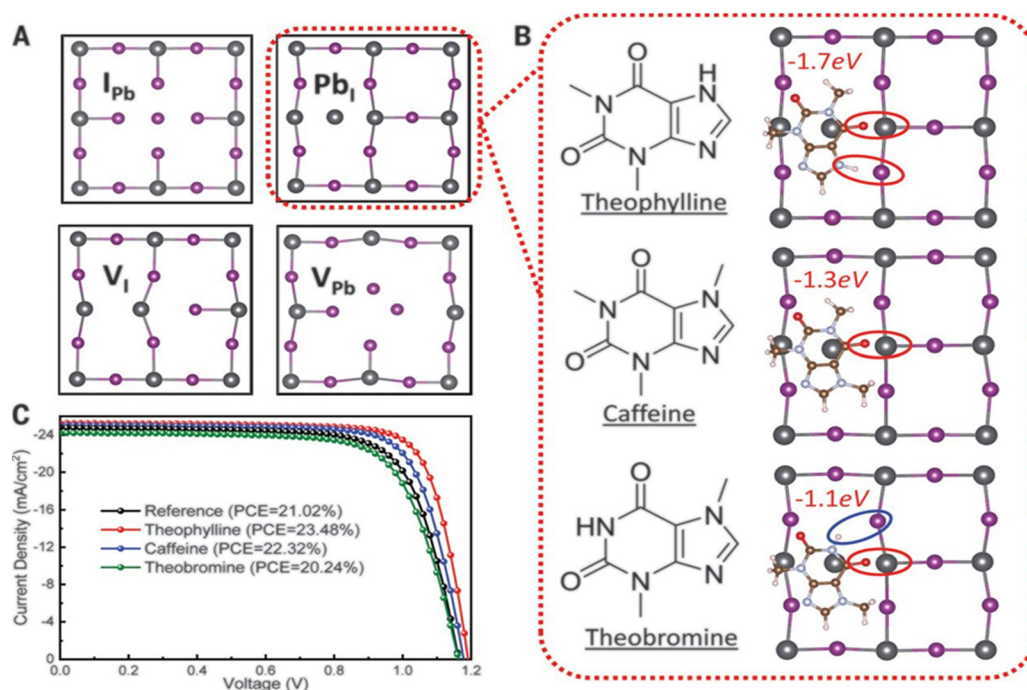 A
I_Pb
Pb_I
V_I
V_Pb
B
O
H
N
N
O
N
N
Theophylline
-1.7eV
O
N
N
O
N
N
Caffeine
-1.3eV
O
HN
N
O
N
N
Theobromine
-1.1eV
C
Current Density (mA/cm²)
-24
-20
-16
-12
-8
-4
0
Reference (PCE=21.02%)
Theophylline (PCE=23.48%)
Caffeine (PCE=22.32%)
Theobromine (PCE=20.24%)
0.0 0.2 0.4 0.6 0.8 1.0 1.2
Voltage (V)